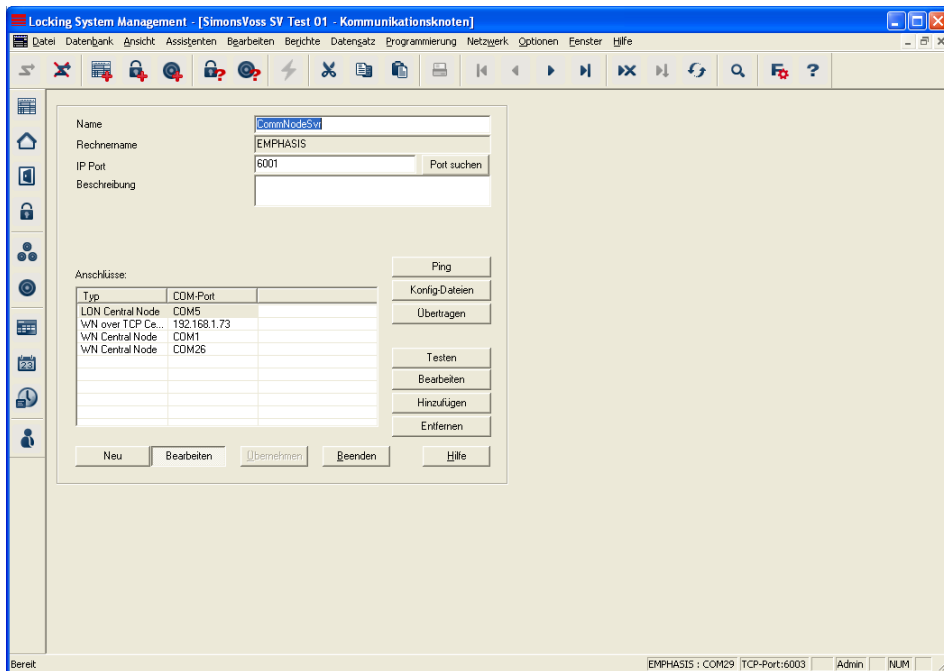 Locking System Management - [SimonsVoss SV Test 01 - Kommunikationsknoten]
Datei Datenbank Ansicht Assistenten Bearbeiten Berichte Datensatz Programmierung Netzwerk Optionen Fenster Hilfe
Name CommNodeSvr
Rechnername EMPHASIS
IP Port 6001 Port suchen
Beschreibung
Ping
Anschlüsse:
Konfig-Dateien
Typ COM-Port
LON Central Node COM5
Übertragen
WN over TCP Ce... 192.168.1.73
WN Central Node COM1
WN Central Node COM26
Testen
Bearbeiten
Hinzufügen
Entfernen
Neu Bearbeiten Übernehmen Beenden Hilfe
23
Bereit EMPHASIS : COM29 TCP-Port:6003 Admin NUM